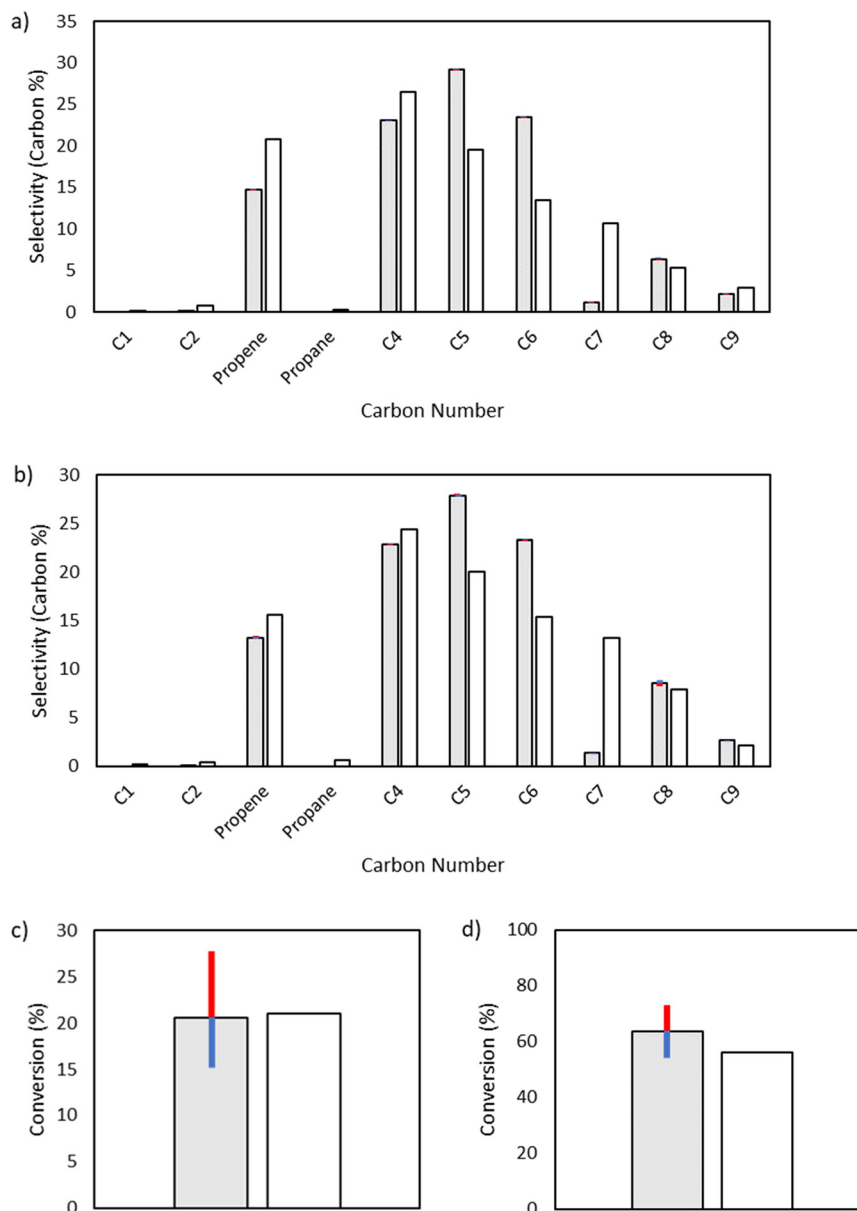 a)
Selectivity (Carbon %)
35
30
25
20
15
10
5
0
C1
C2
Propene
Propane
C4
C5
C6
C7
C8
C9
Carbon Number
b)
Selectivity (Carbon %)
30
25
20
15
10
5
0
C1
C2
Propene
Propane
C4
C5
C6
C7
C8
C9
Carbon Number
c)
Conversion (%)
30
25
20
15
10
5
0
d)
Conversion (%)
100
80
60
40
20
0